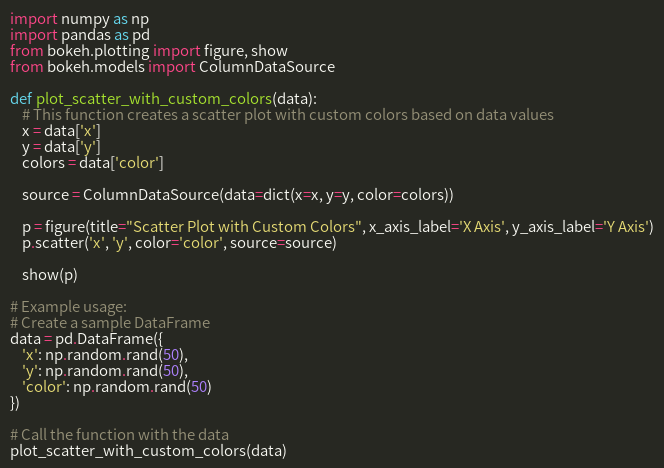 import numpy as np
import pandas as pd
from bokeh.plotting import figure, show
from bokeh.models import ColumnDataSource

def plot_scatter_with_custom_colors(data):
    # This function creates a scatter plot with custom colors based on data values
    x = data['x']
    y = data['y']
    colors = data['color']

    source = ColumnDataSource(data=dict(x=x, y=y, color=colors))

    p = figure(title="Scatter Plot with Custom Colors", x_axis_label='X Axis', y_axis_label='Y Axis')
    p.scatter('x', 'y', color='color', source=source)

    show(p)

# Example usage:
# Create a sample DataFrame
data = pd.DataFrame({
    'x': np.random.rand(50),
    'y': np.random.rand(50),
    'color': np.random.rand(50)
})

# Call the function with the data
plot_scatter_with_custom_colors(data)